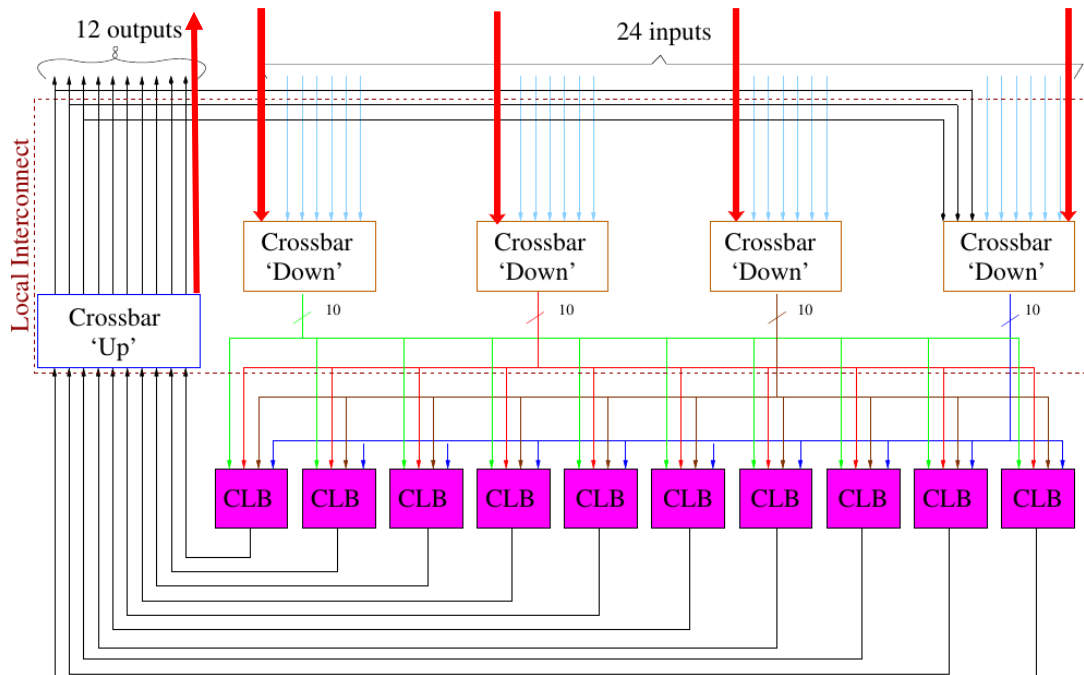 12 outputs
24 inputs
Local Interconnect
Crossbar
'Down'
Crossbar
'Down'
Crossbar
'Down'
Crossbar
'Down'
10
10
10
10
Crossbar
'Up'
CLB
CLB
CLB
CLB
CLB
CLB
CLB
CLB
CLB
CLB